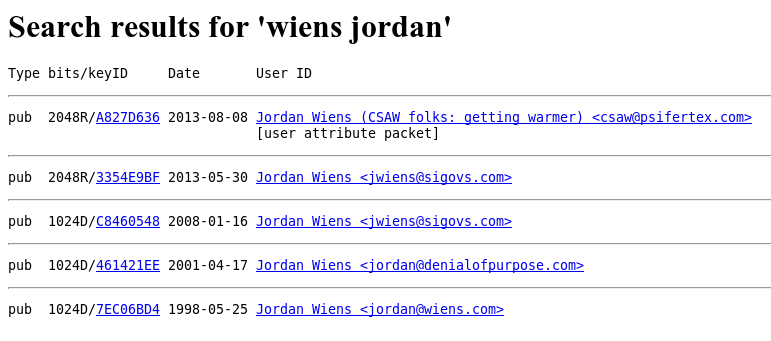 Search results for 'wiens jordan'
Type bits/keyID     Date       User ID
pub  2048R/A827D636 2013-08-08 Jordan Wiens (CSAW folks: getting warmer) <csaw@psifertex.com>
                               [user attribute packet]
pub  2048R/3354E9BF 2013-05-30 Jordan Wiens <jwiens@sigovs.com>
pub  1024D/C8460548 2008-01-16 Jordan Wiens <jwiens@sigovs.com>
pub  1024D/461421EE 2001-04-17 Jordan Wiens <jordan@denialofpurpose.com>
pub  1024D/7EC06BD4 1998-05-25 Jordan Wiens <jordan@wiens.com>